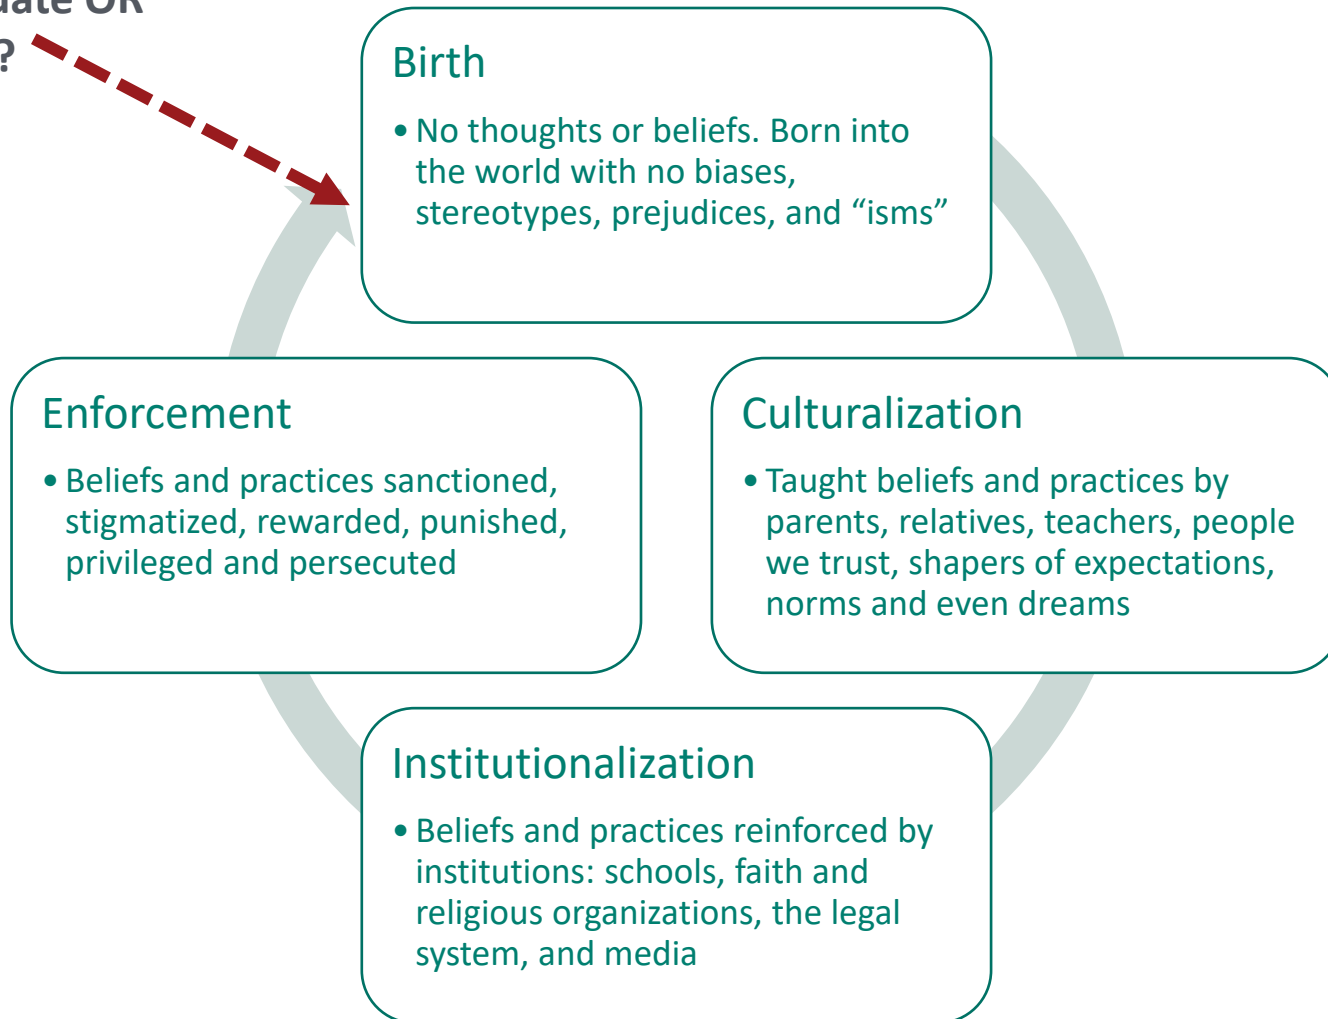 OR
?
Birth
• No thoughts or beliefs. Born into
the world with no biases,
stereotypes, prejudices, and “isms”
Enforcement
• Beliefs and practices sanctioned,
stigmatized, rewarded, punished,
privileged and persecuted
Culturalization
• Taught beliefs and practices by
parents, relatives, teachers, people
we trust, shapers of expectations,
norms and even dreams
Institutionalization
• Beliefs and practices reinforced by
institutions: schools, faith and
religious organizations, the legal
system, and media